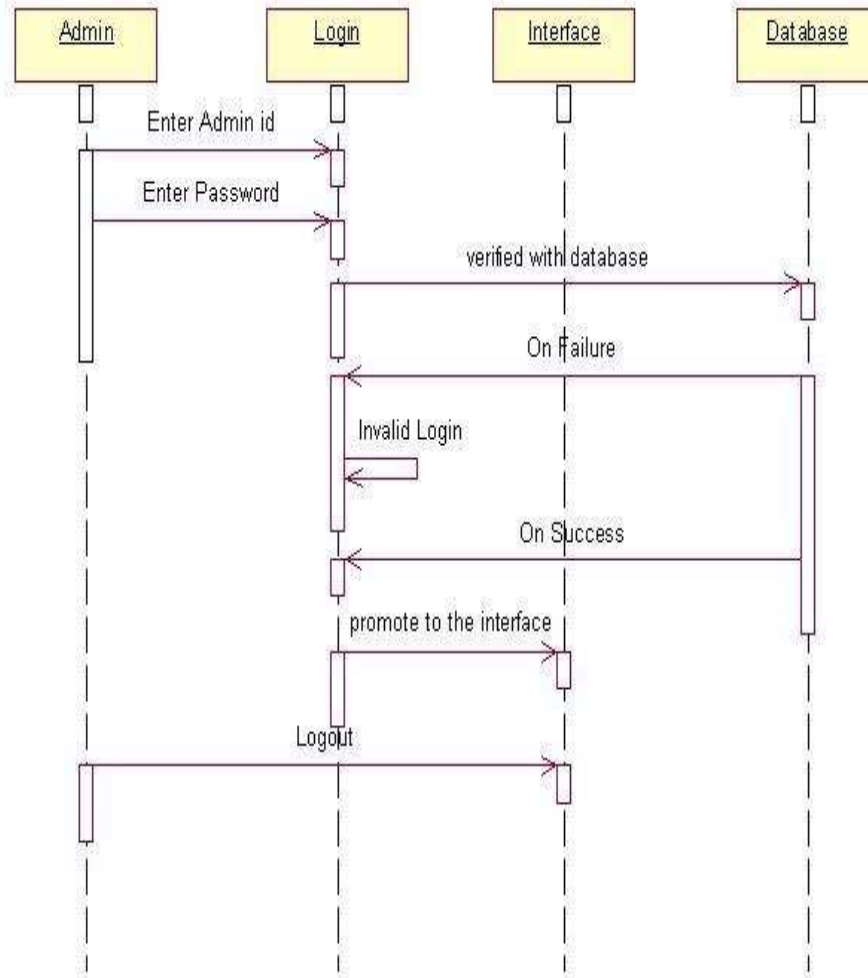 Admin
Login
Interface
Database
Enter Admin id
Enter Password
verified with database
On Failure
Invalid Login
On Success
promote to the interface
Logout